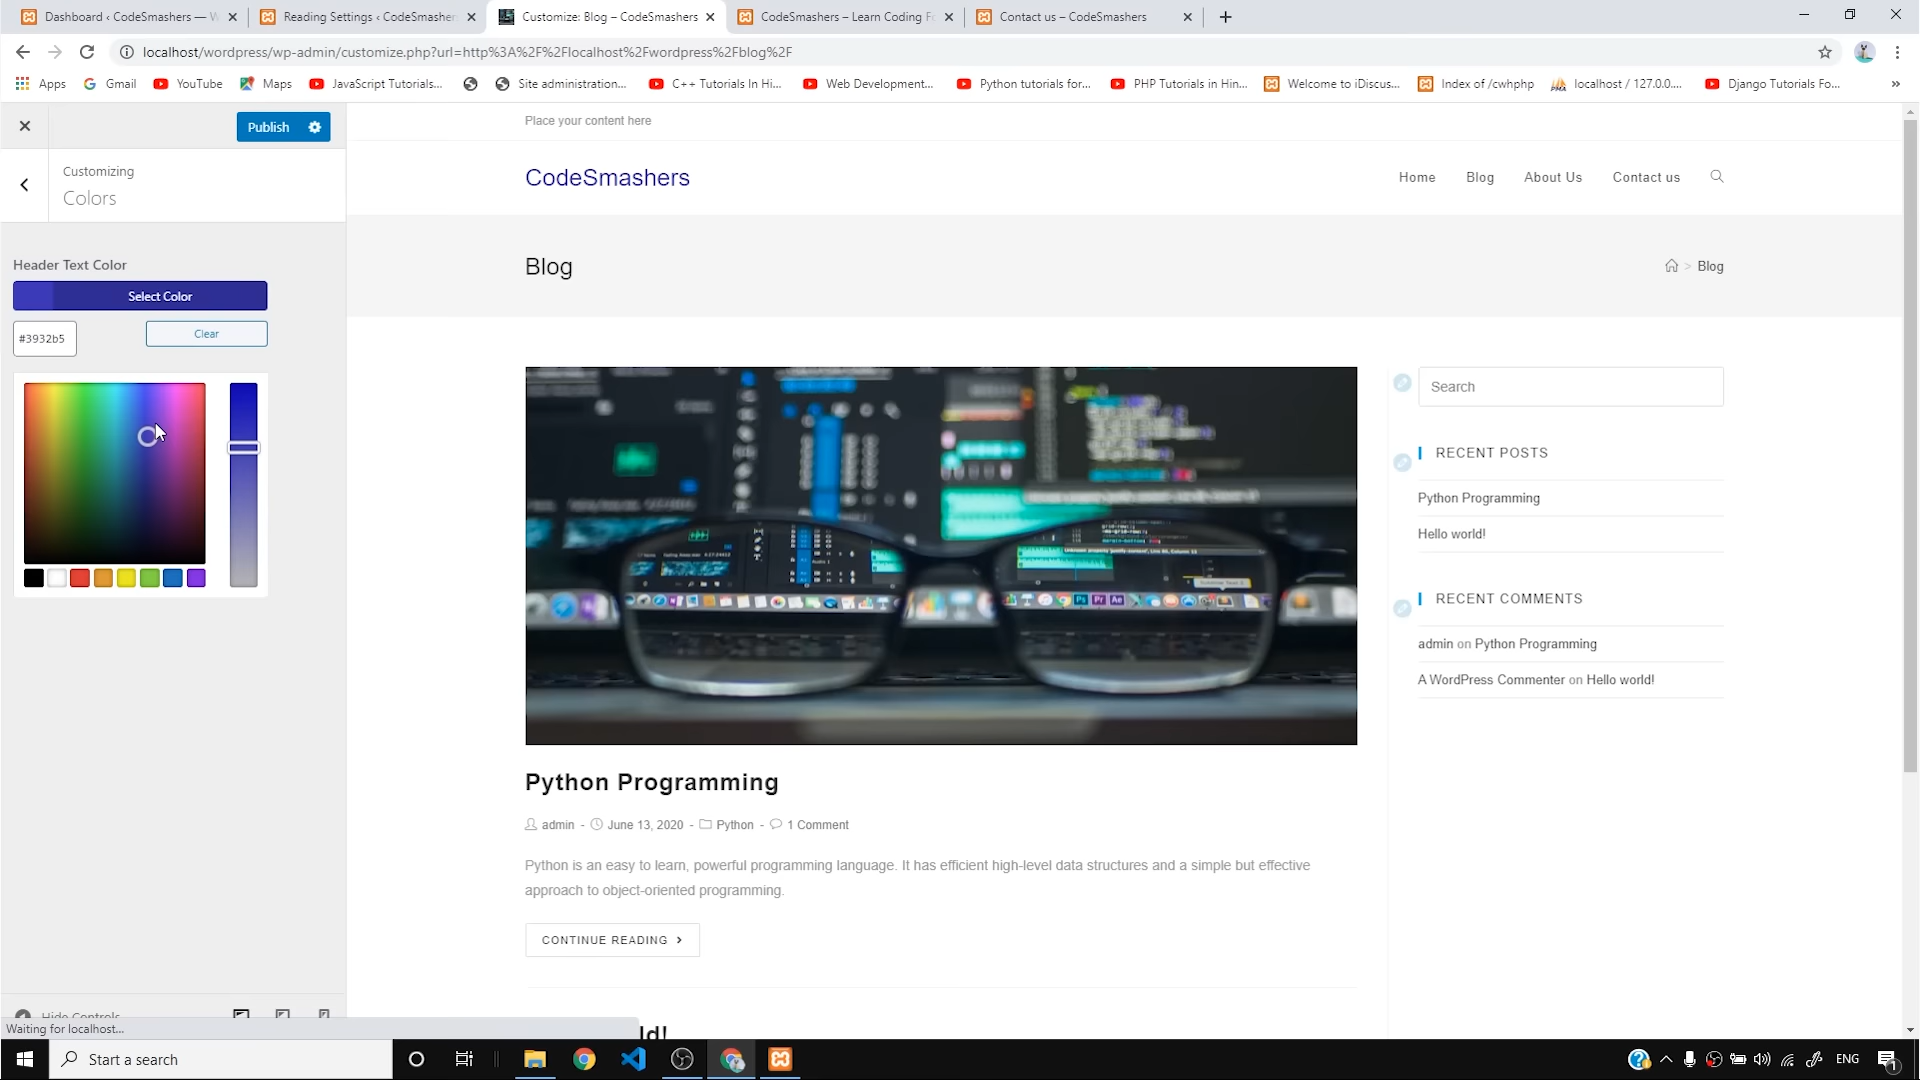 Dashboard ‹ CodeSmashers — W
Reading Settings ‹ CodeSmashers
Customize: Blog – CodeSmashers
CodeSmashers – Learn Coding Fo
Contact us – CodeSmashers
localhost/wordpress/wp-admin/customize.php?url=http%3A%2F%2Flocalhost%2Fwordpress%2Fblog%2F
Apps
Gmail
YouTube
Maps
JavaScript Tutorials...
Site administration...
C++ Tutorials In Hi...
Web Development...
Python tutorials for...
PHP Tutorials in Hin...
Welcome to iDiscus...
Index of /cwhphp
localhost / 127.0.0....
Django Tutorials Fo...
Publish
Place your content here
Customizing
Colors
CodeSmashers
Home
Blog
About Us
Contact us
Header Text Color
Select Color
#3932b5
Clear
Blog
> Blog
Search
RECENT POSTS
Python Programming
Hello world!
RECENT COMMENTS
admin on Python Programming
A WordPress Commenter on Hello world!
Python Programming
admin - June 13, 2020 - Python - 1 Comment
Python is an easy to learn, powerful programming language. It has efficient high-level data structures and a simple but effective
approach to object-oriented programming.
CONTINUE READING
Hide Controls
Waiting for localhost...
ld!
Start a search
ENG
1